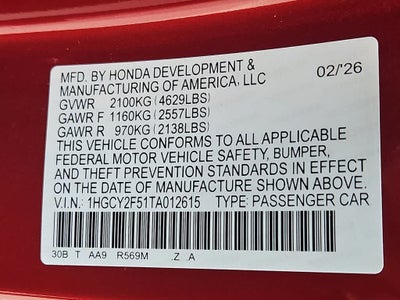 MFD. BY HONDA DEVELOPMENT &
MANUFACTURING OF AMERICA, LLC 02/'26
GVWR 2100KG (4629LBS)
GAWR F 1160KG (2557LBS)
GAWR R 970KG (2138LBS)
THIS VEHICLE CONFORMS TO ALL APPLICABLE
FEDERAL MOTOR VEHICLE SAFETY, BUMPER,
AND THEFT PREVENTION STANDARDS IN EFFECT
ON THE DATE OF MANUFACTURE SHOWN ABOVE.
V.I.N.: 1HGCY2F51TA012615 TYPE: PASSENGER CAR
30B T AA9 R569M .Z .A